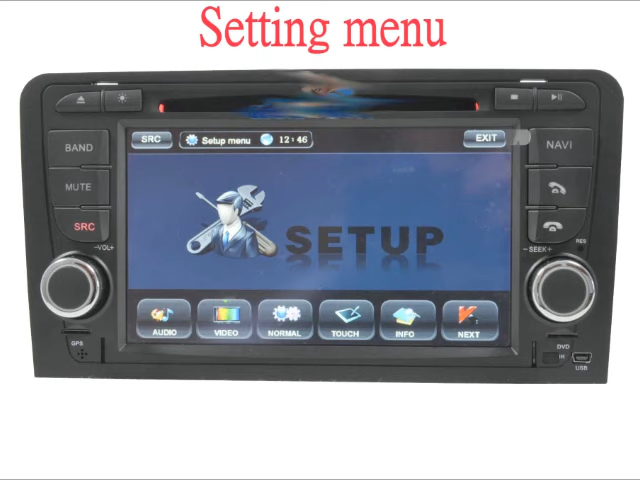 Setting menu
SRC
Setup menu
12:46
EXIT
BAND
NAVI
MUTE
SRC
SETUP
-VOL+
-SEEK+
RES
AUDIO
VIDEO
NORMAL
TOUCH
INFO
NEXT
GPS
DVD
IR
USB